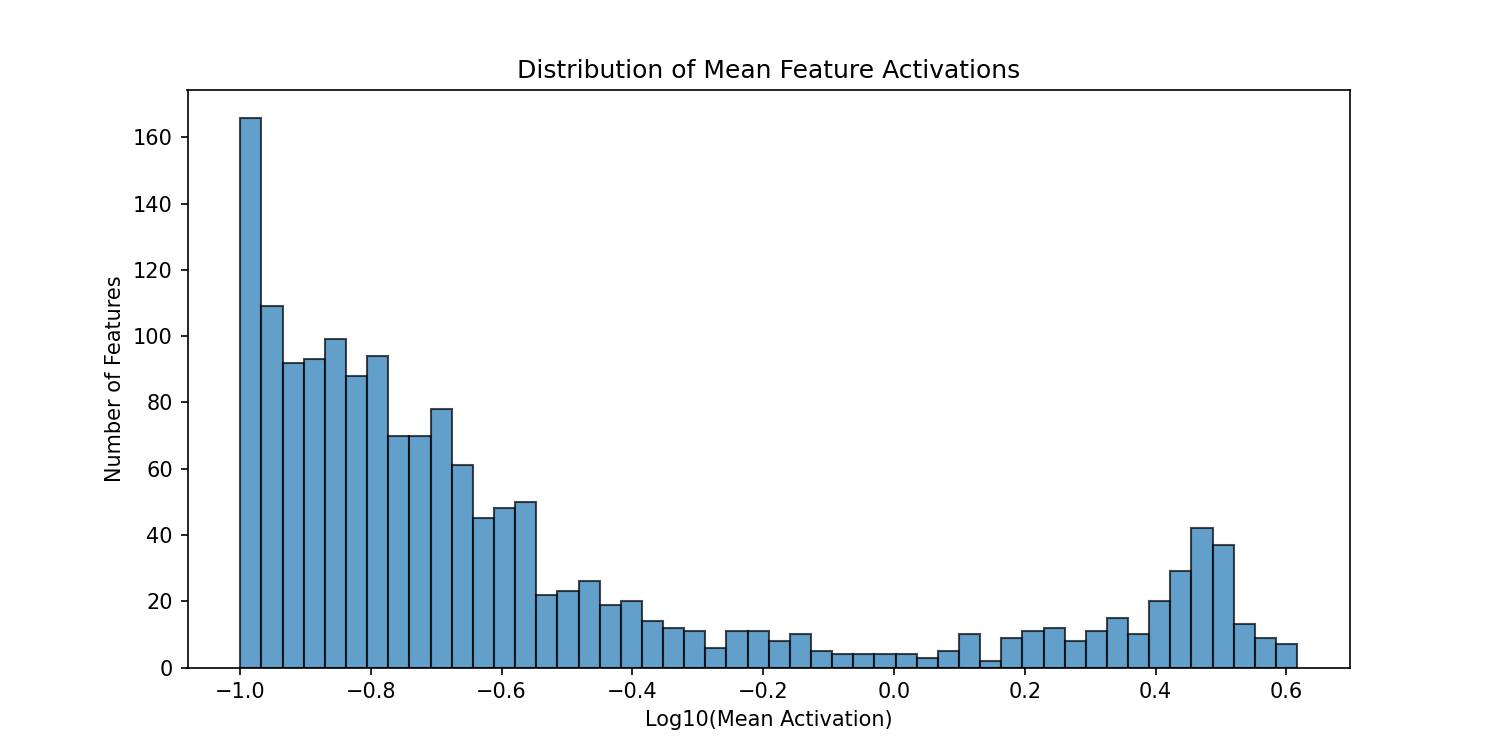 Distribution of Mean Feature Activations
Number of Features
160
140
120
100
80
60
40
20
0
−1.0 −0.8 −0.6 −0.4 −0.2 0.0 0.2 0.4 0.6
Log10(Mean Activation)